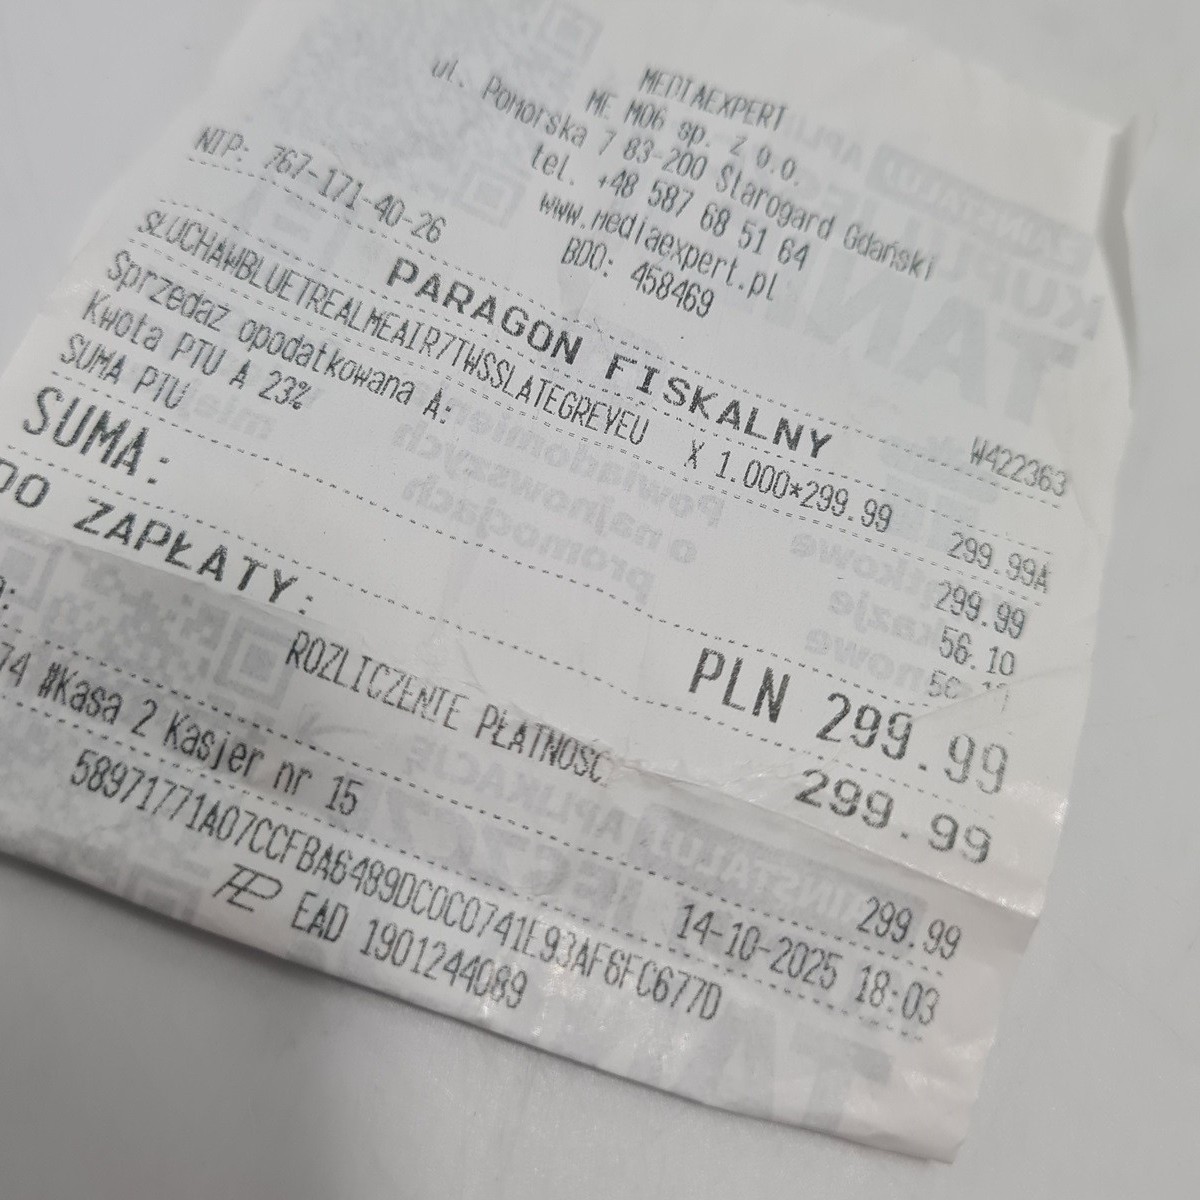 MEDIAEXPERT
ME M06 sp. z o.o.
ul. Pomorska 7 83-200 Starogard Gdański
tel. +48 587 68 51 64
www.mediaexpert.pl
BDO: 458469
NIP: 767-171-40-26 W422363
PARAGON FISKALNY
SŁUCHAWBLUETREALMEAIR7TWSSLATEGREYEU X 1.000*299.99 299.99A
Sprzedaż opodatkowana A: 299.99
Kwota PTU A 23% 56.10
SUMA PTU
SUMA: PLN 299.99
DO ZAPŁATY: 299.99
ROZLICZENIE PŁATNOŚCI
299.99
74 #Kasa 2 Kasjer nr 15 14-10-2025 18:03
58971771A07CCFBA6489DC0C0741E93AF6FC677D
EAD 1901244089